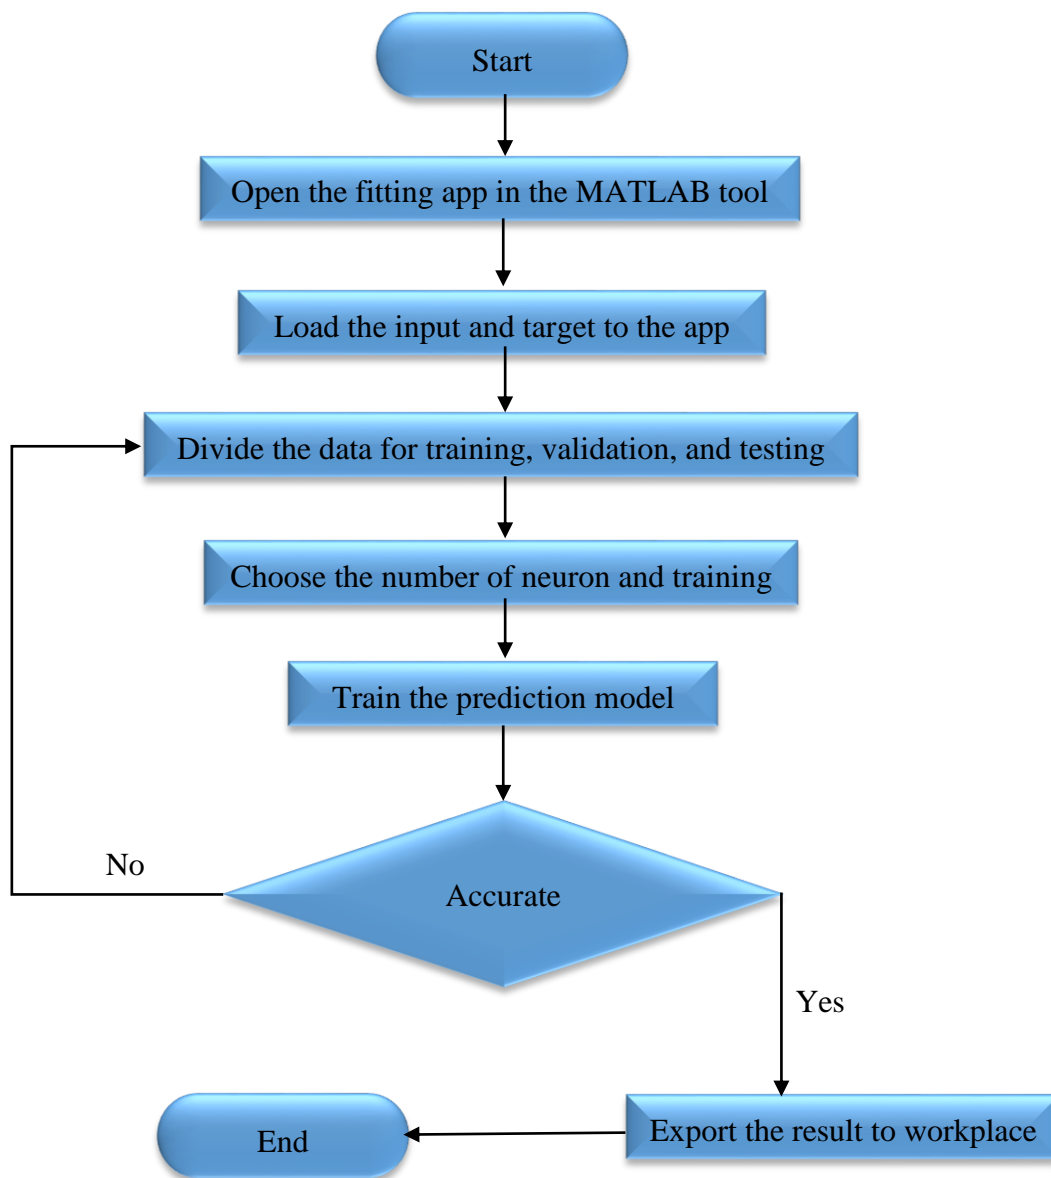 Start
Open the fitting app in the MATLAB tool
Load the input and target to the app
Divide the data for training, validation, and testing
Choose the number of neuron and training
Train the prediction model
No
Accurate
Yes
Export the result to workplace
End